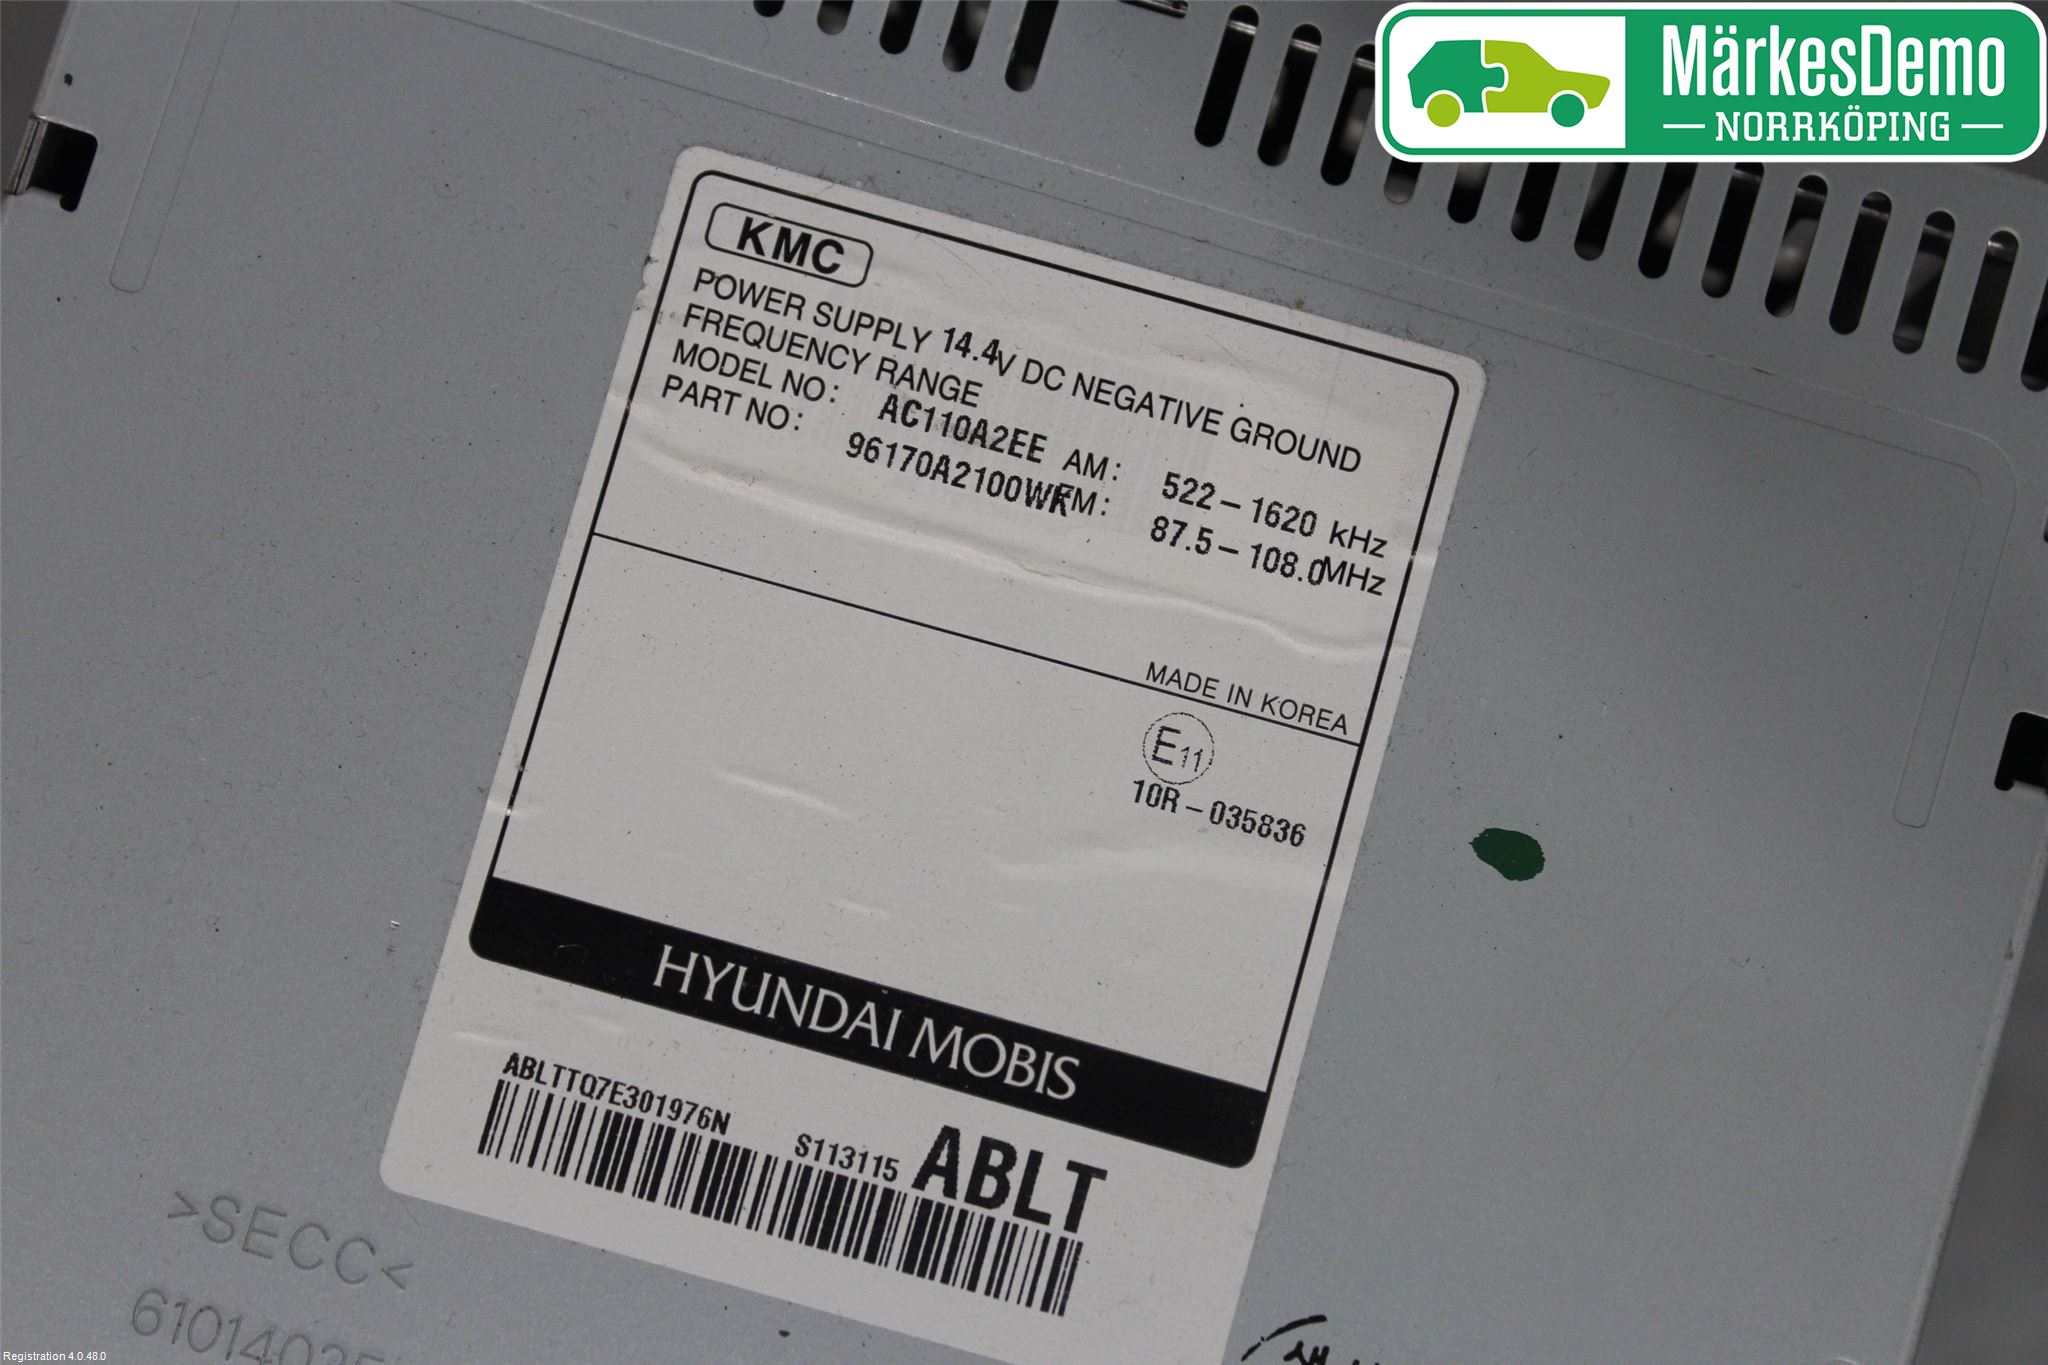 MärkesDemo
NORRKÖPING
KMC
POWER SUPPLY 14.4V DC NEGATIVE GROUND
FREQUENCY RANGE
MODEL NO: AC110A2EE AM: 522-1620 kHz
PART NO: 96170A2100WK FM: 87.5-108.0MHz
MADE IN KOREA
E11
10R-035836
HYUNDAI MOBIS
ABLTTQ7E301976N
S113115 ABLT
>SECC<
Registration 4.0.48.0